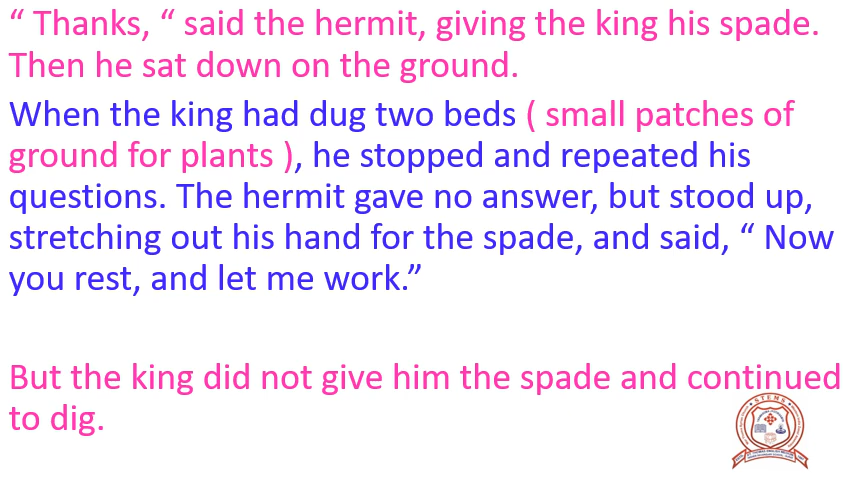 “ Thanks, “ said the hermit, giving the king his spade.
Then he sat down on the ground.
When the king had dug two beds ( small patches of
ground for plants ), he stopped and repeated his
questions. The hermit gave no answer, but stood up,
stretching out his hand for the spade, and said, “ Now
you rest, and let me work.”
But the king did not give him the spade and continued
to dig.
S T E M S